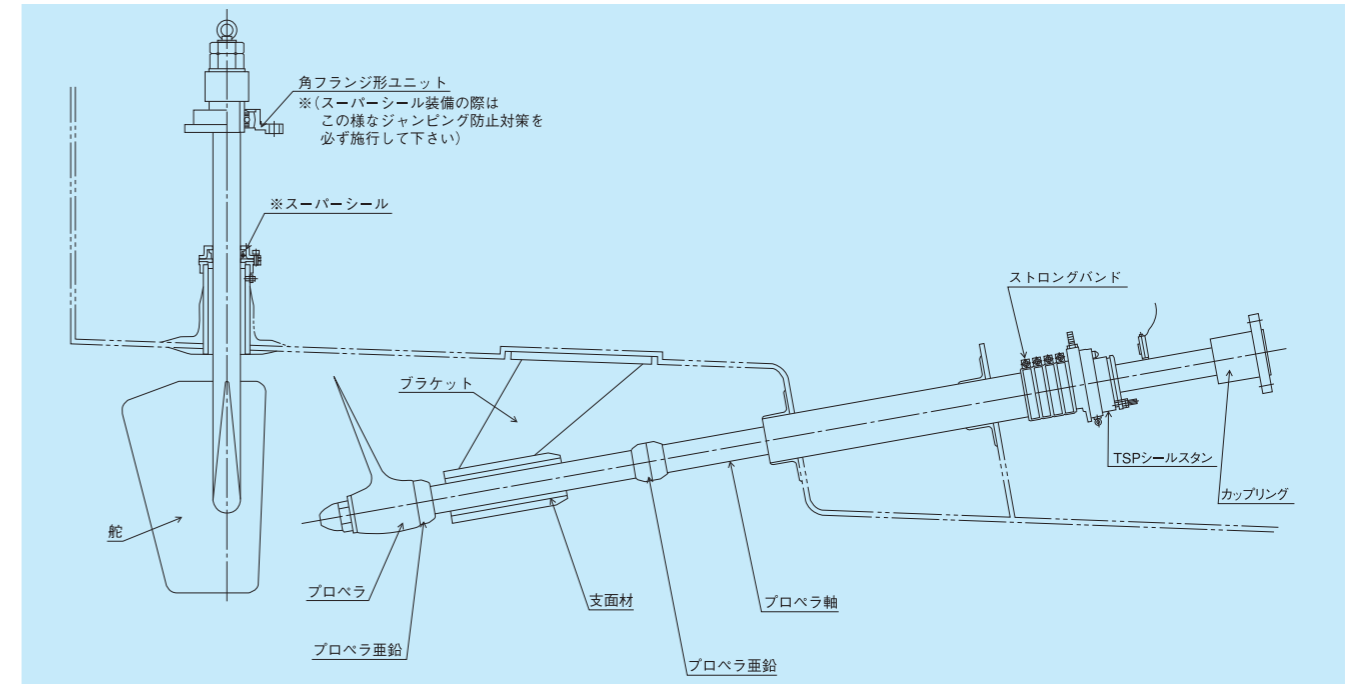 角フランジ形ユニット
※(スーパーシール装備の際は
この様なジャンピング防止対策を
必ず施行して下さい)
※スーパーシール
ストロングバンド
ブラケット
TSPシールスタン
カップリング
舵
プロペラ
支面材
プロペラ軸
プロペラ亜鉛
プロペラ亜鉛